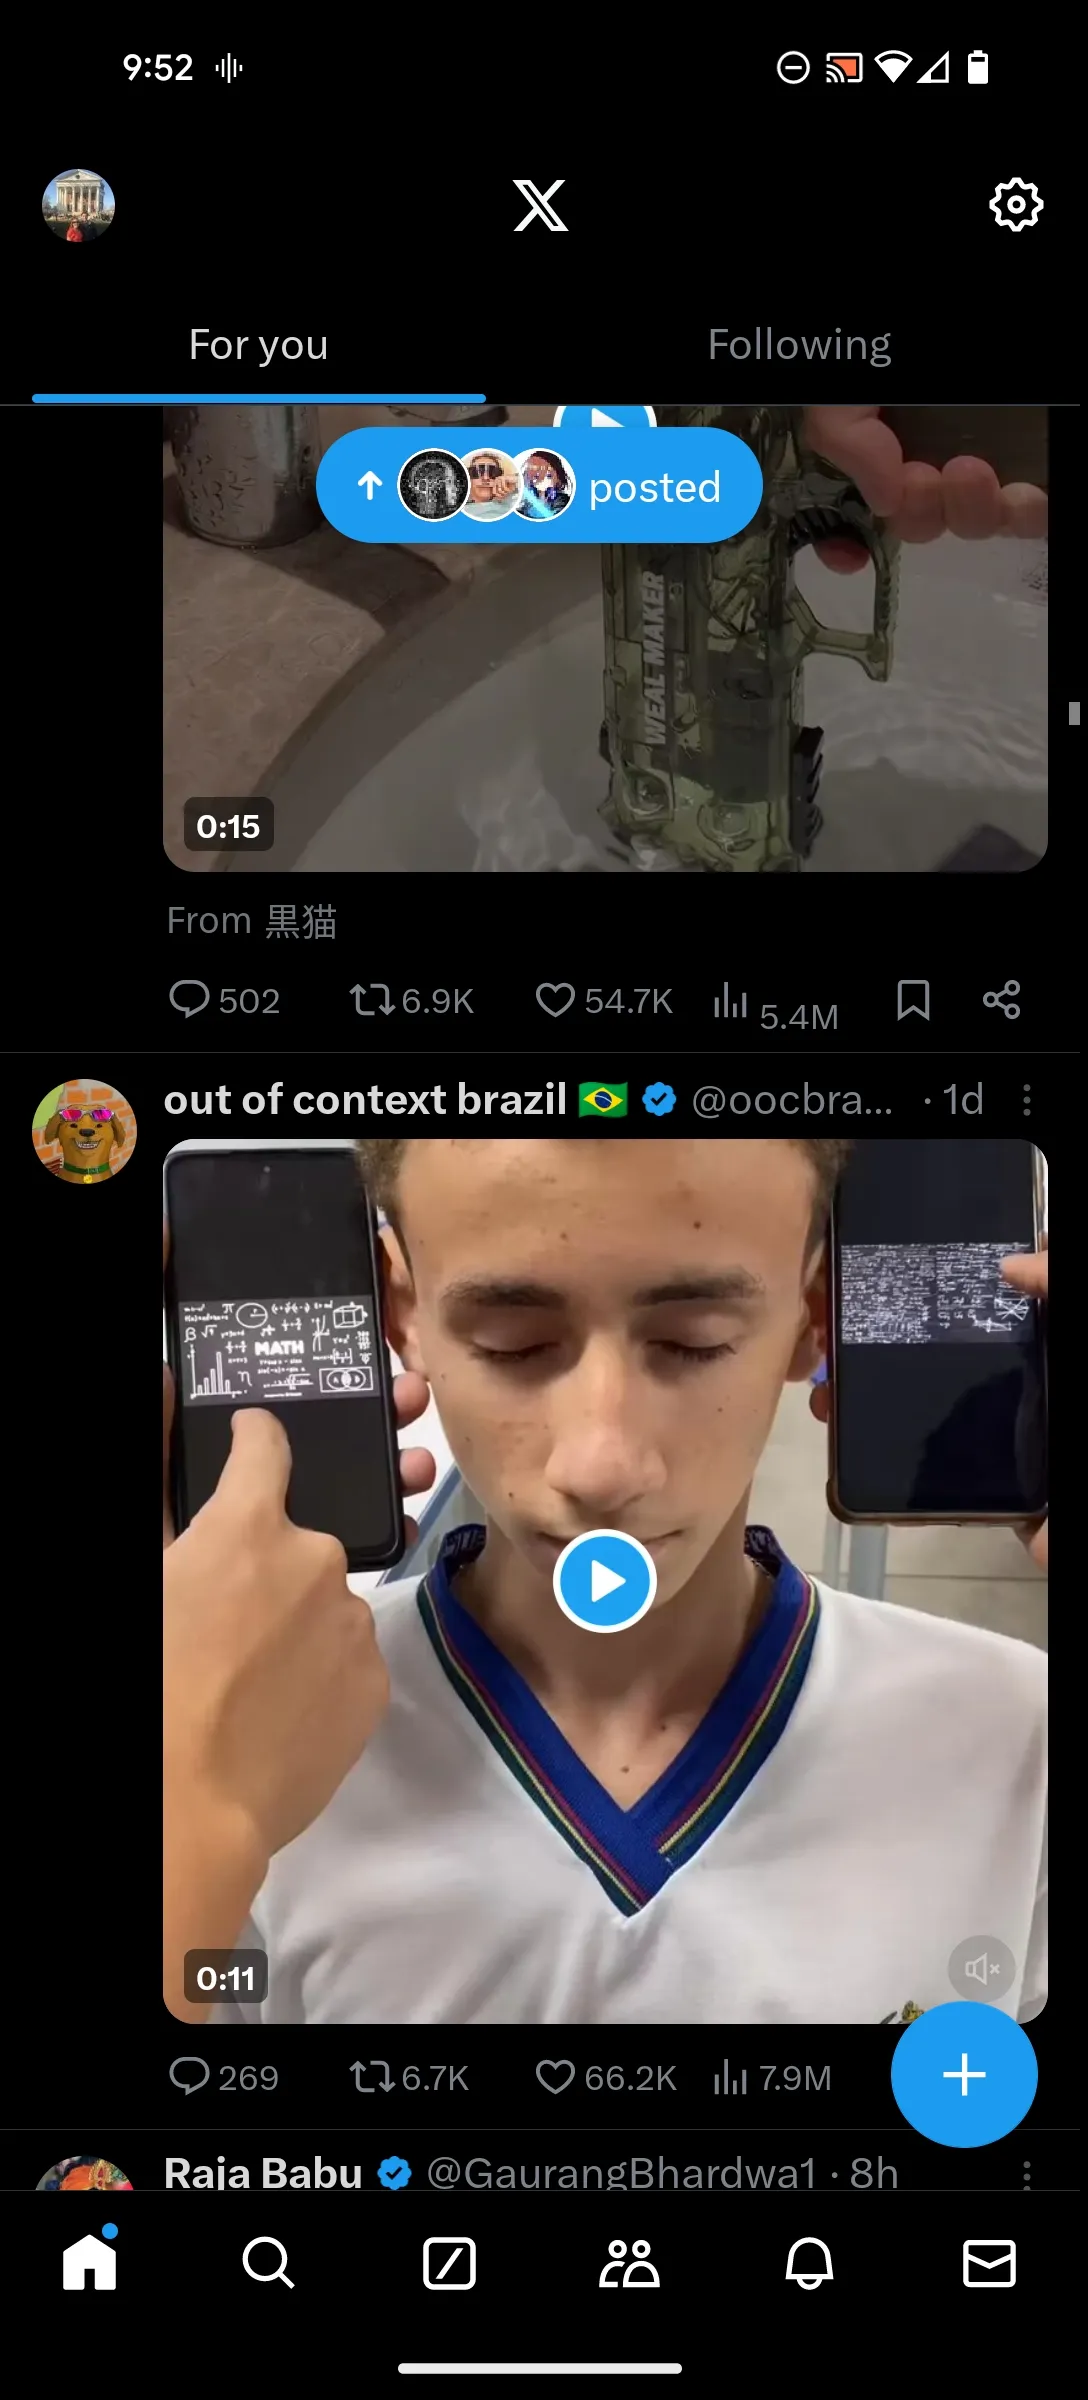 9:52
For you
Following
posted
WEAL MAKER
0:15
From 黒猫
502
6.9K
54.7K
5.4M
out of context brazil 🇧🇷 @oocbra... · 1d
MATH
0:11
269
6.7K
66.2K
7.9M
Raja Babu @GaurangBhardwa1 · 8h